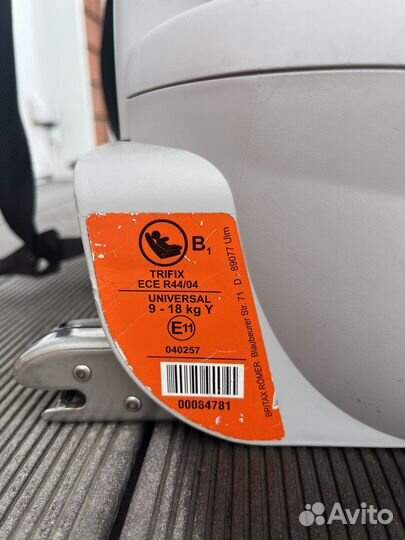 B1
TRIFIX
ECE R44/04
UNIVERSAL
9 - 18 kg Y
E11
040257
00084781
BRITAX RÖMER Blaubeurer Str. 71 D - 89077 Ulm
Avito